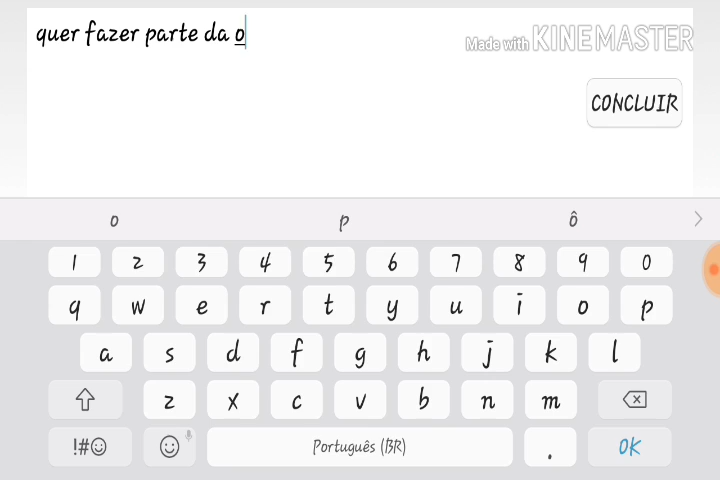 quer fazer parte da o
Made with KINEMASTER
CONCLUIR
o p ô
1 2 3 4 5 6 7 8 9 0
q w e r t y u i o p
a s d f g h j k l
z x c v b n m
!#☺ Português (BR) . OK